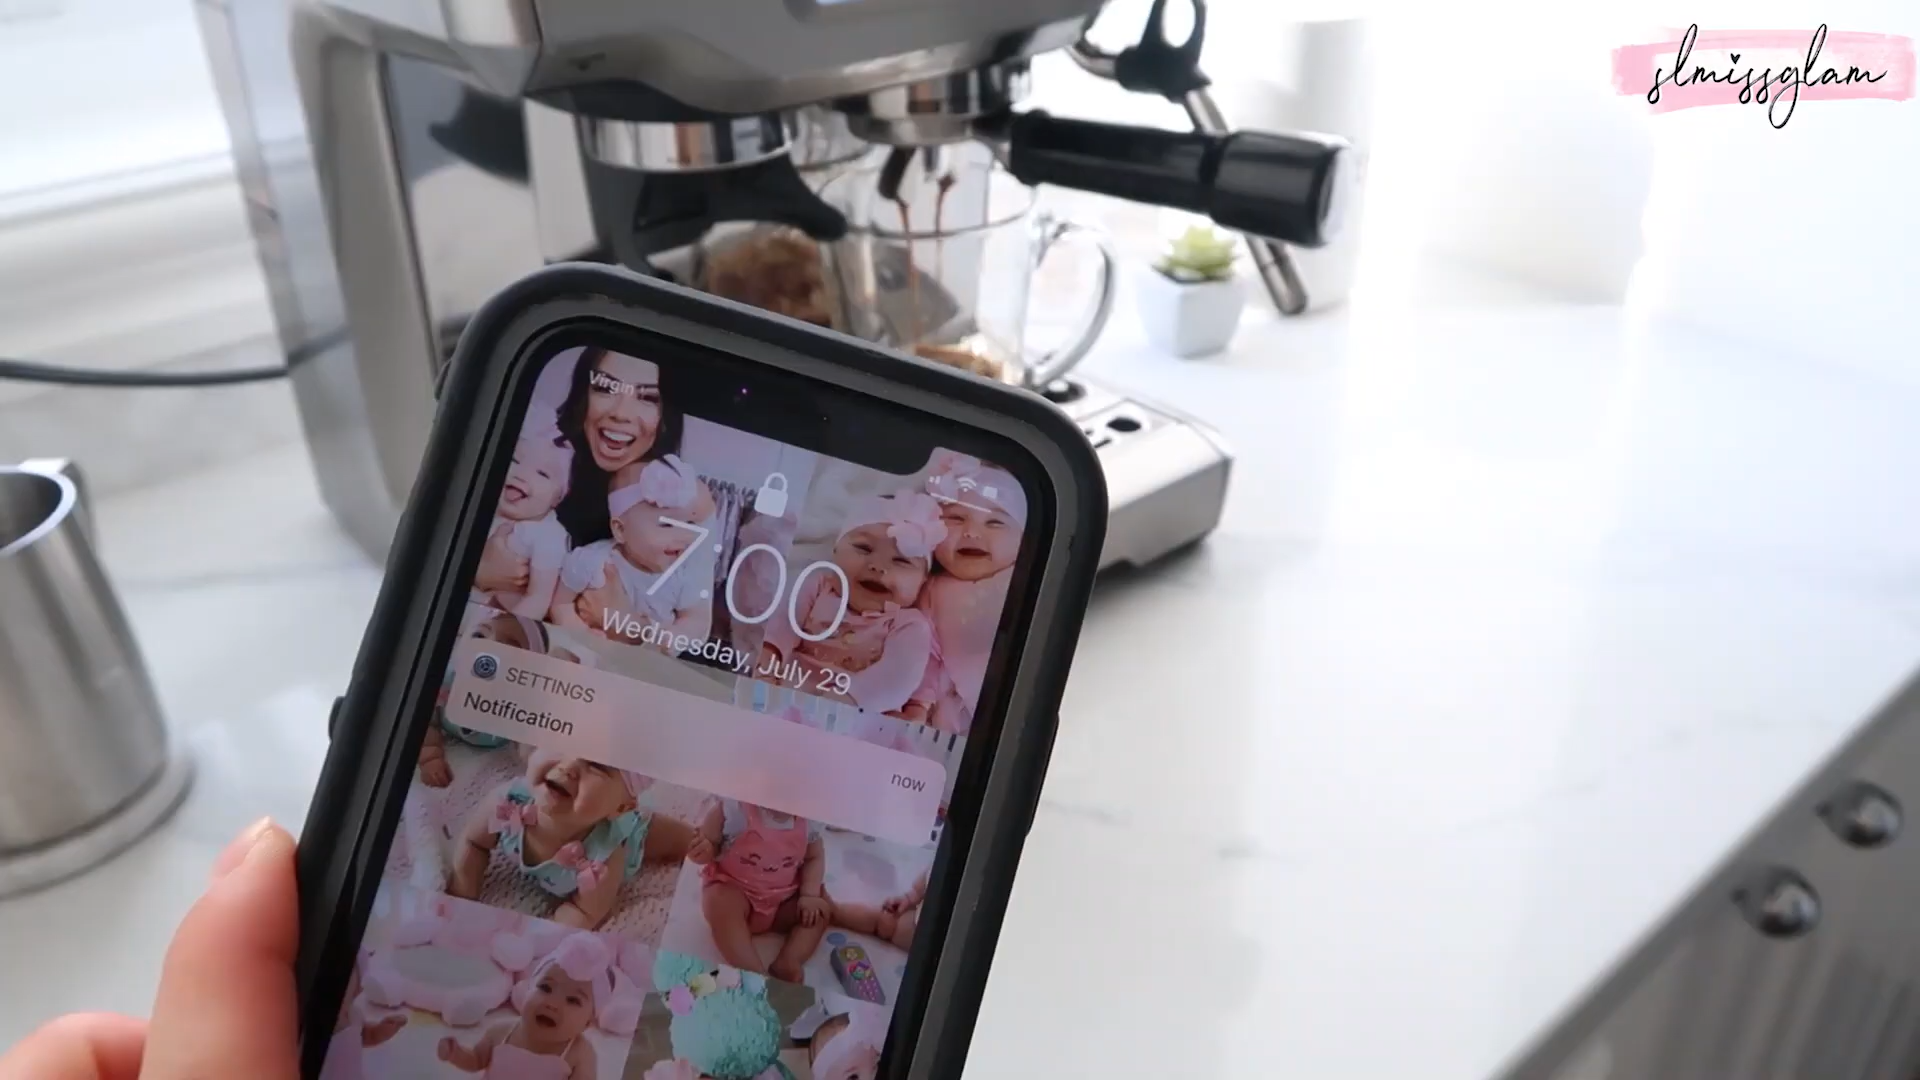 slmissglam
Virgin
7:00
Wednesday, July 29
SETTINGS
Notification
now